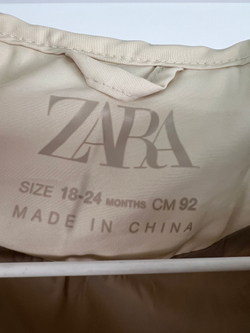 ZARA
SIZE 18-24 MONTHS CM 92
MADE IN CHINA